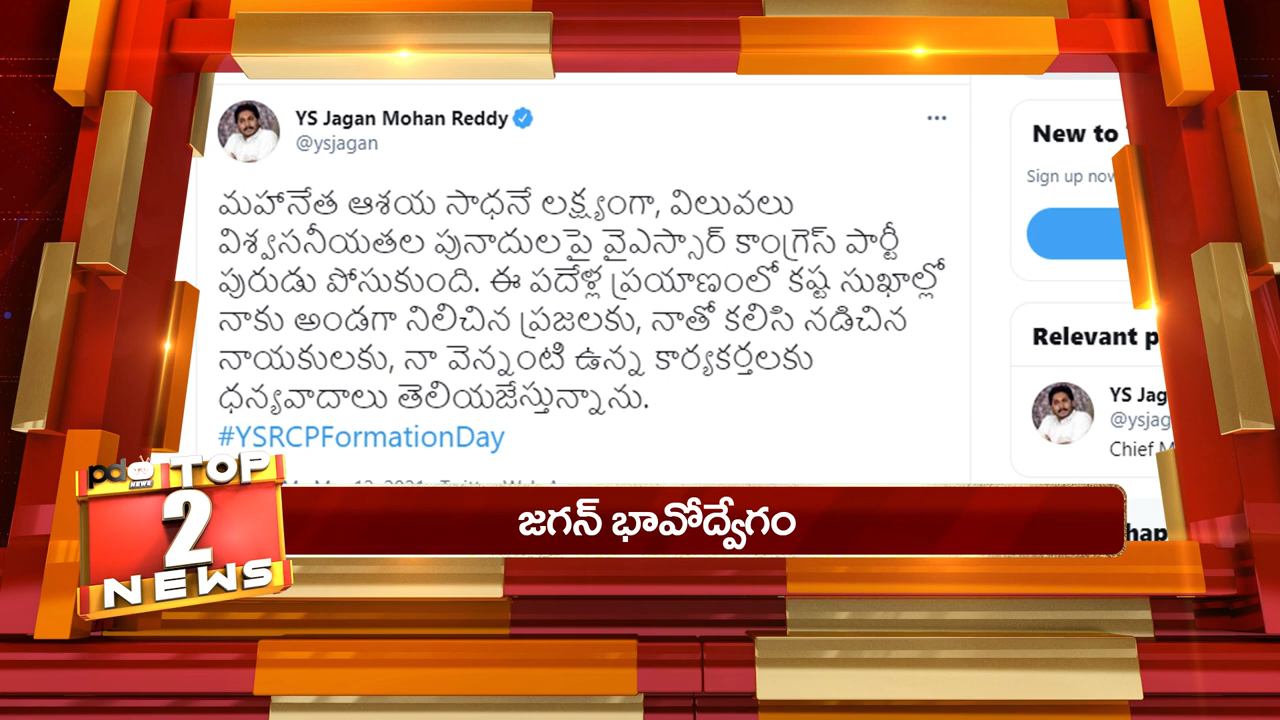 YS Jagan Mohan Reddy
@ysjagan
మహానేత ఆశయ సాధనే లక్ష్యంగా, విలువలు
విశ్వసనీయతల పునాదులపై వైఎస్సార్ కాంగ్రెస్ పార్టీ
పురుడు పోసుకుంది. ఈ పదేళ్ల ప్రయాణంలో కష్ట సుఖాల్లో
నాకు అండగా నిలిచిన ప్రజలకు, నాతో కలిసి నడిచిన
నాయకులకు, నా వెన్నంటి ఉన్న కార్యకర్తలకు
ధన్యవాదాలు తెలియజేస్తున్నాను.
#YSRCPFormationDay
New to
Sign up now
Relevant p
YS Jag
@ysjag
Chief M
hap
TOP
2
NEWS
జగన్ భావోద్వేగం